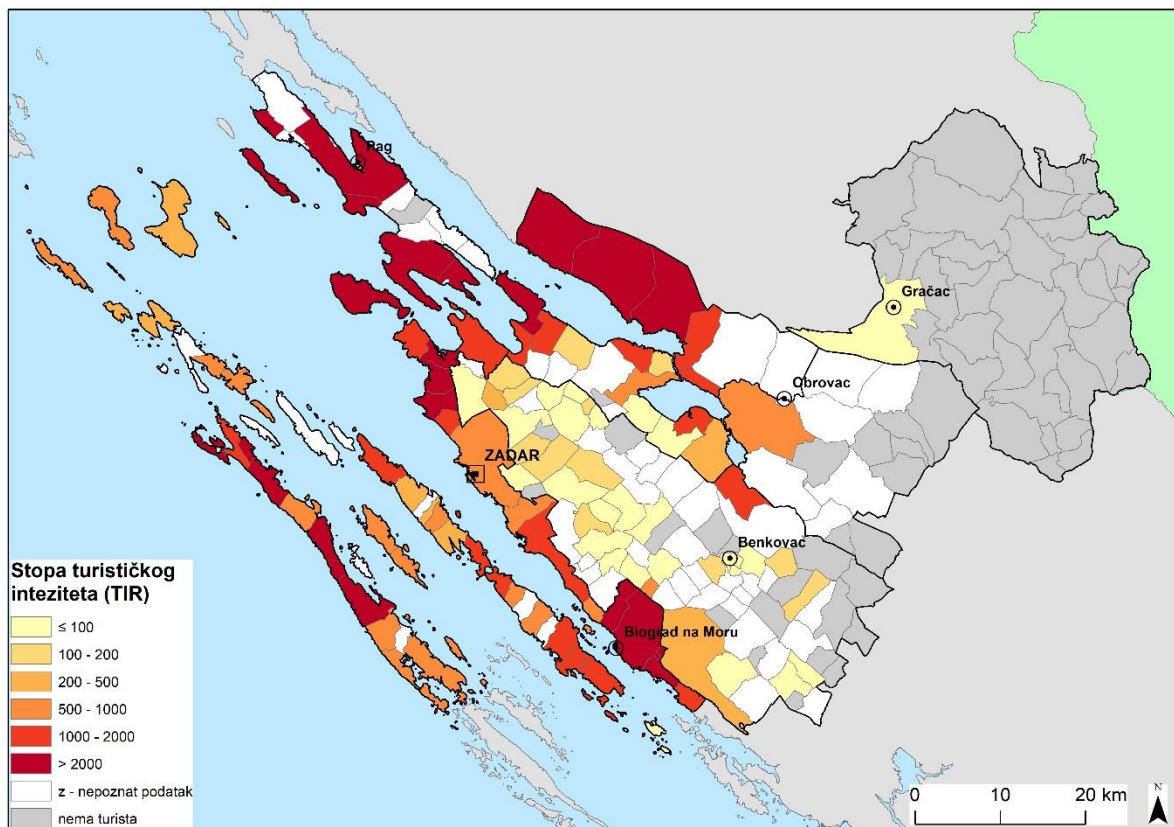 Pag
Gračac
Obrovac
ZADAR
Benkovac
Biograd na Moru
Stopa turističkog
inteziteta (TIR)
≤ 100
100 - 200
200 - 500
500 - 1000
1000 - 2000
> 2000
z - nepoznat podatak
nema turista
N
0 10 20 km